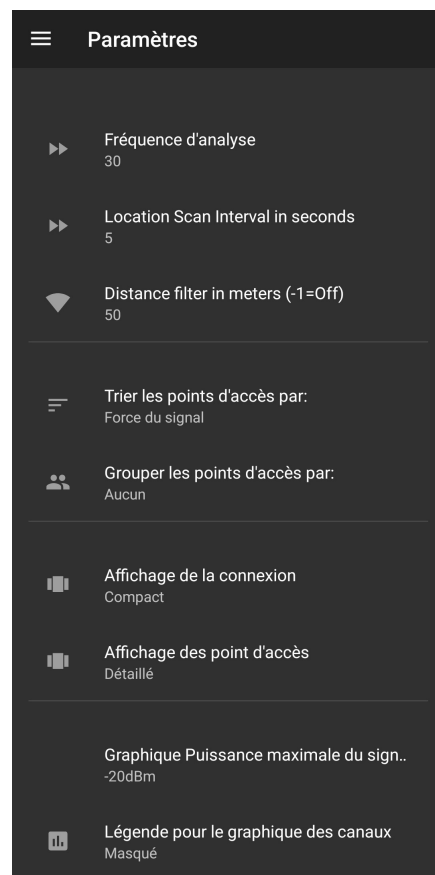 Paramètres
Fréquence d'analyse
30
Location Scan Interval in seconds
5
Distance filter in meters (-1=Off)
50
Trier les points d'accès par:
Force du signal
Grouper les points d'accès par:
Aucun
Affichage de la connexion
Compact
Affichage des point d'accès
Détaillé
Graphique Puissance maximale du sign..
-20dBm
Légende pour le graphique des canaux
Masqué